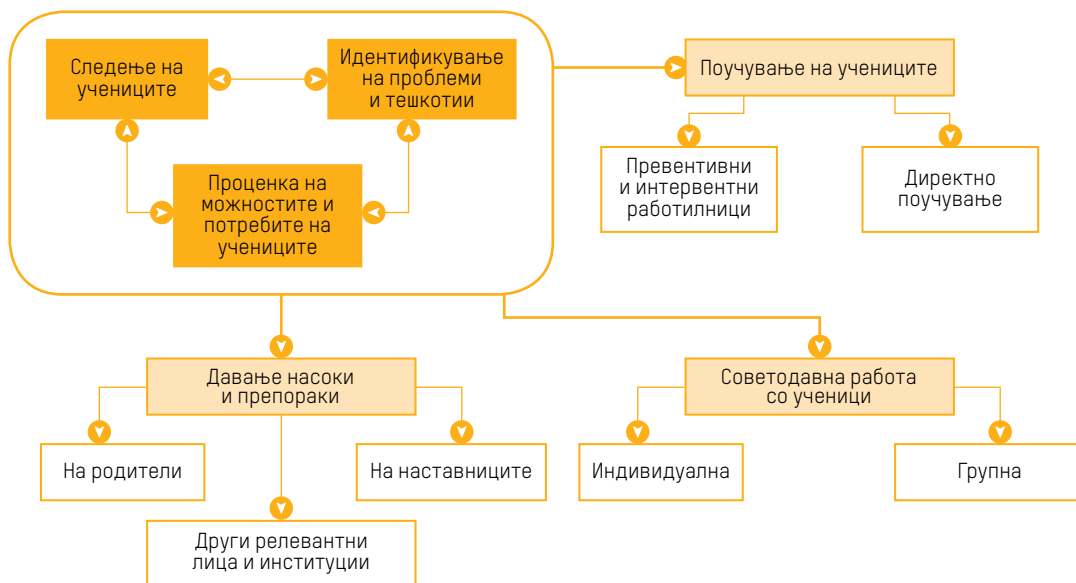 Следење на
учениците
Идентификување
на проблеми
и тешкотии
Проценка на
можностите и
потребите на
учениците
Поучување на учениците
Превентивни
и интервентни
работилници
Директно
поучување
Давање насоки
и препораки
На родители
На наставниците
Други релевантни
лица и институции
Советодавна работа
со ученици
Индивидуална
Групна